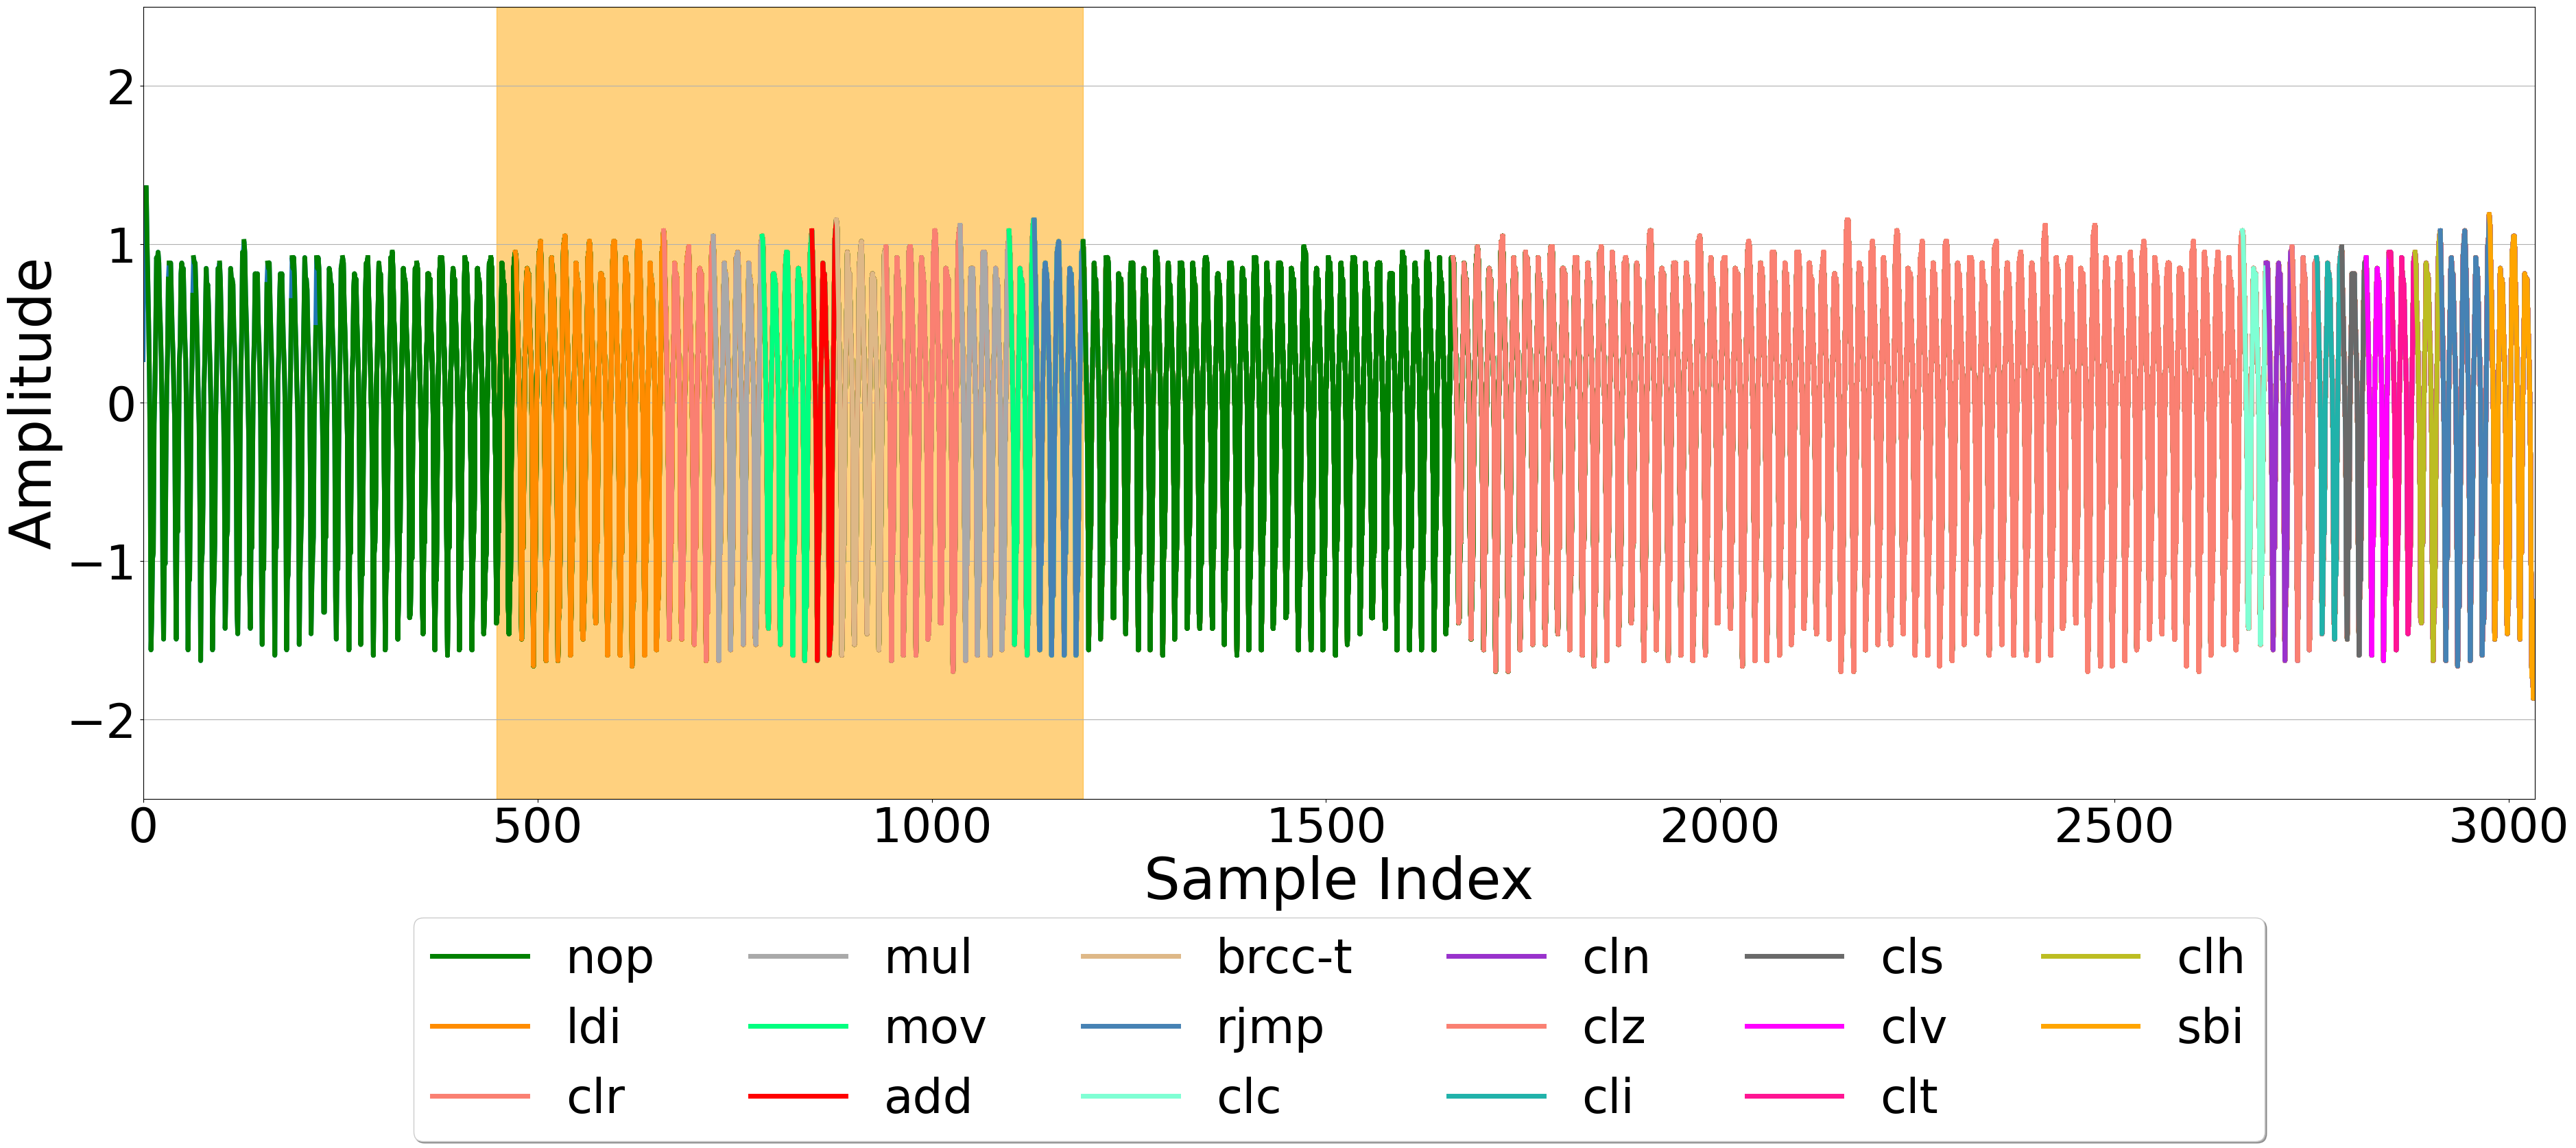 Amplitude
2
1
0
−1
−2
0 500 1000 1500 2000 2500 3000
Sample Index
nop mul brcc-t cln cls clh
ldi mov rjmp clz clv sbi
clr add clc cli clt